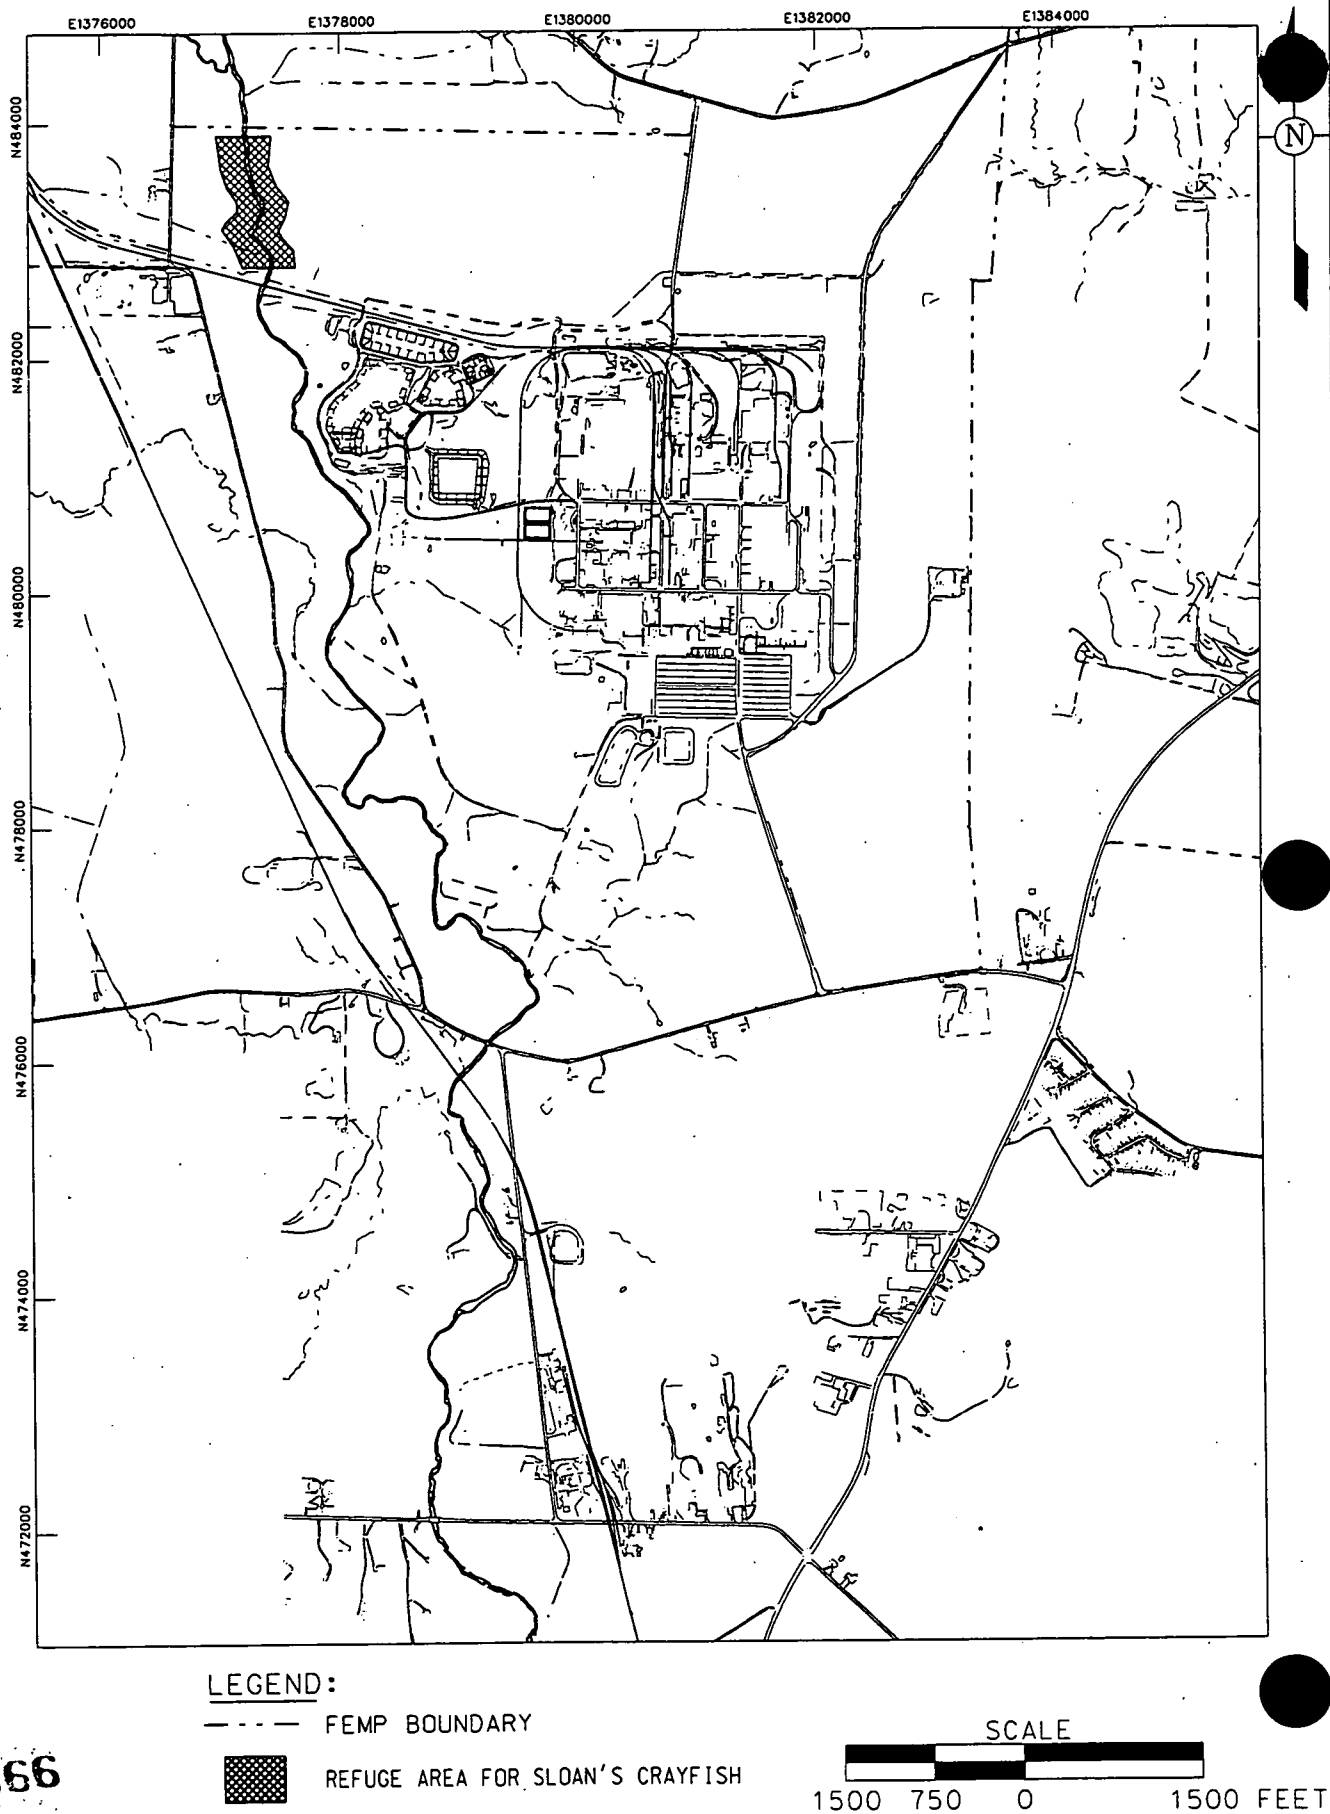 E1376000 E1378000 E1380000 E1382000 E1384000
N484000
N
N482000
N480000
N478000
N476000
N474000
N472000
LEGEND:
FEMP BOUNDARY
REFUGE AREA FOR SLOAN'S CRAYFISH
SCALE
1500 750 0 1500 FEET
66